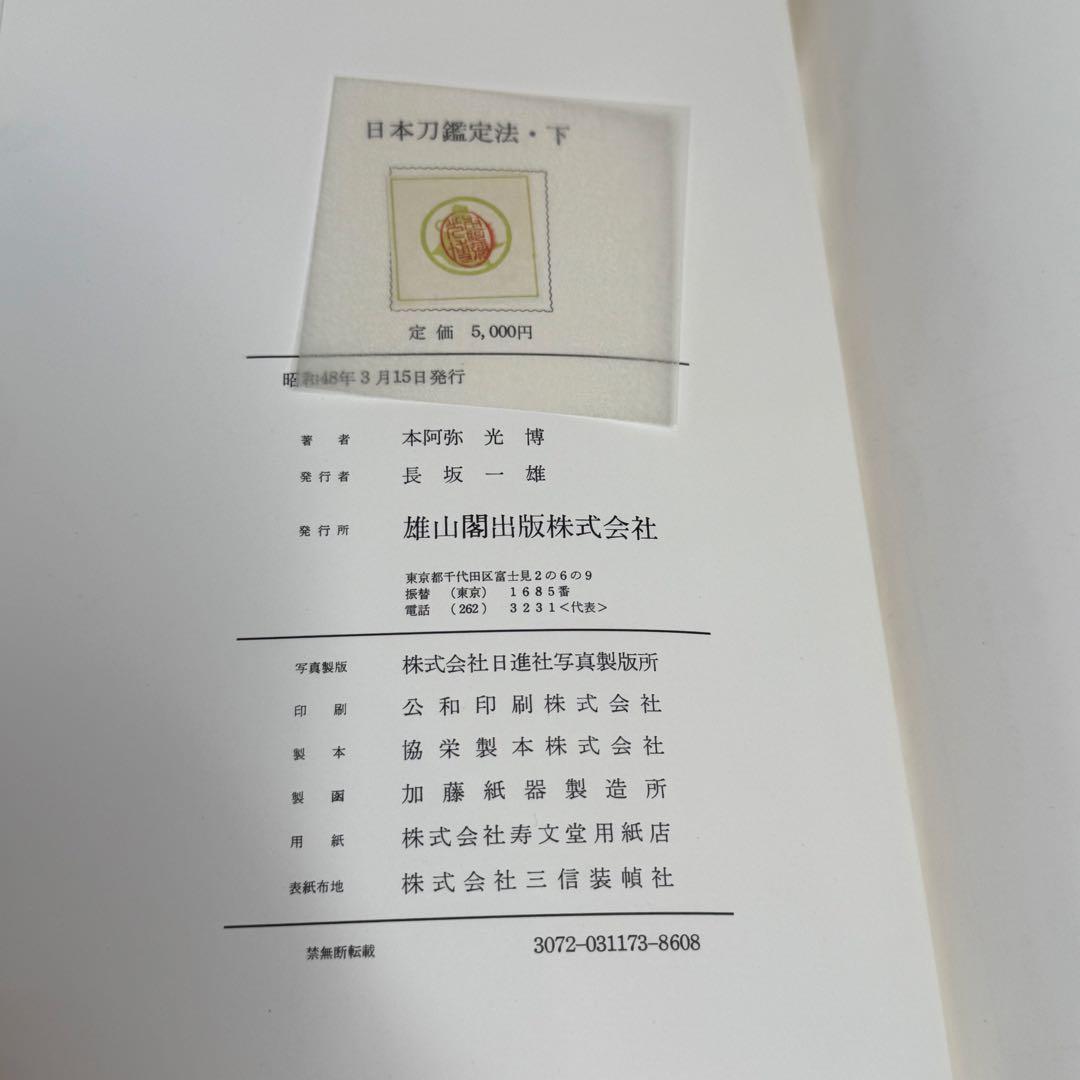 日本刀鑑定法・下
定価 5,000円
昭和48年3月15日発行
著者 本阿弥光博
発行者 長坂一雄
発行所 雄山閣出版株式会社
東京都千代田区富士見2の6の9
振替 (東京) 1685番
電話 (262) 3231<代表>
写真製版 株式会社日進社写真製版所
印刷 公和印刷株式会社
製本 協栄製本株式会社
製函 加藤紙器製造所
用紙 株式会社寿文堂用紙店
表紙布地 株式会社三信装幀社
禁無断転載 3072-031173-8608